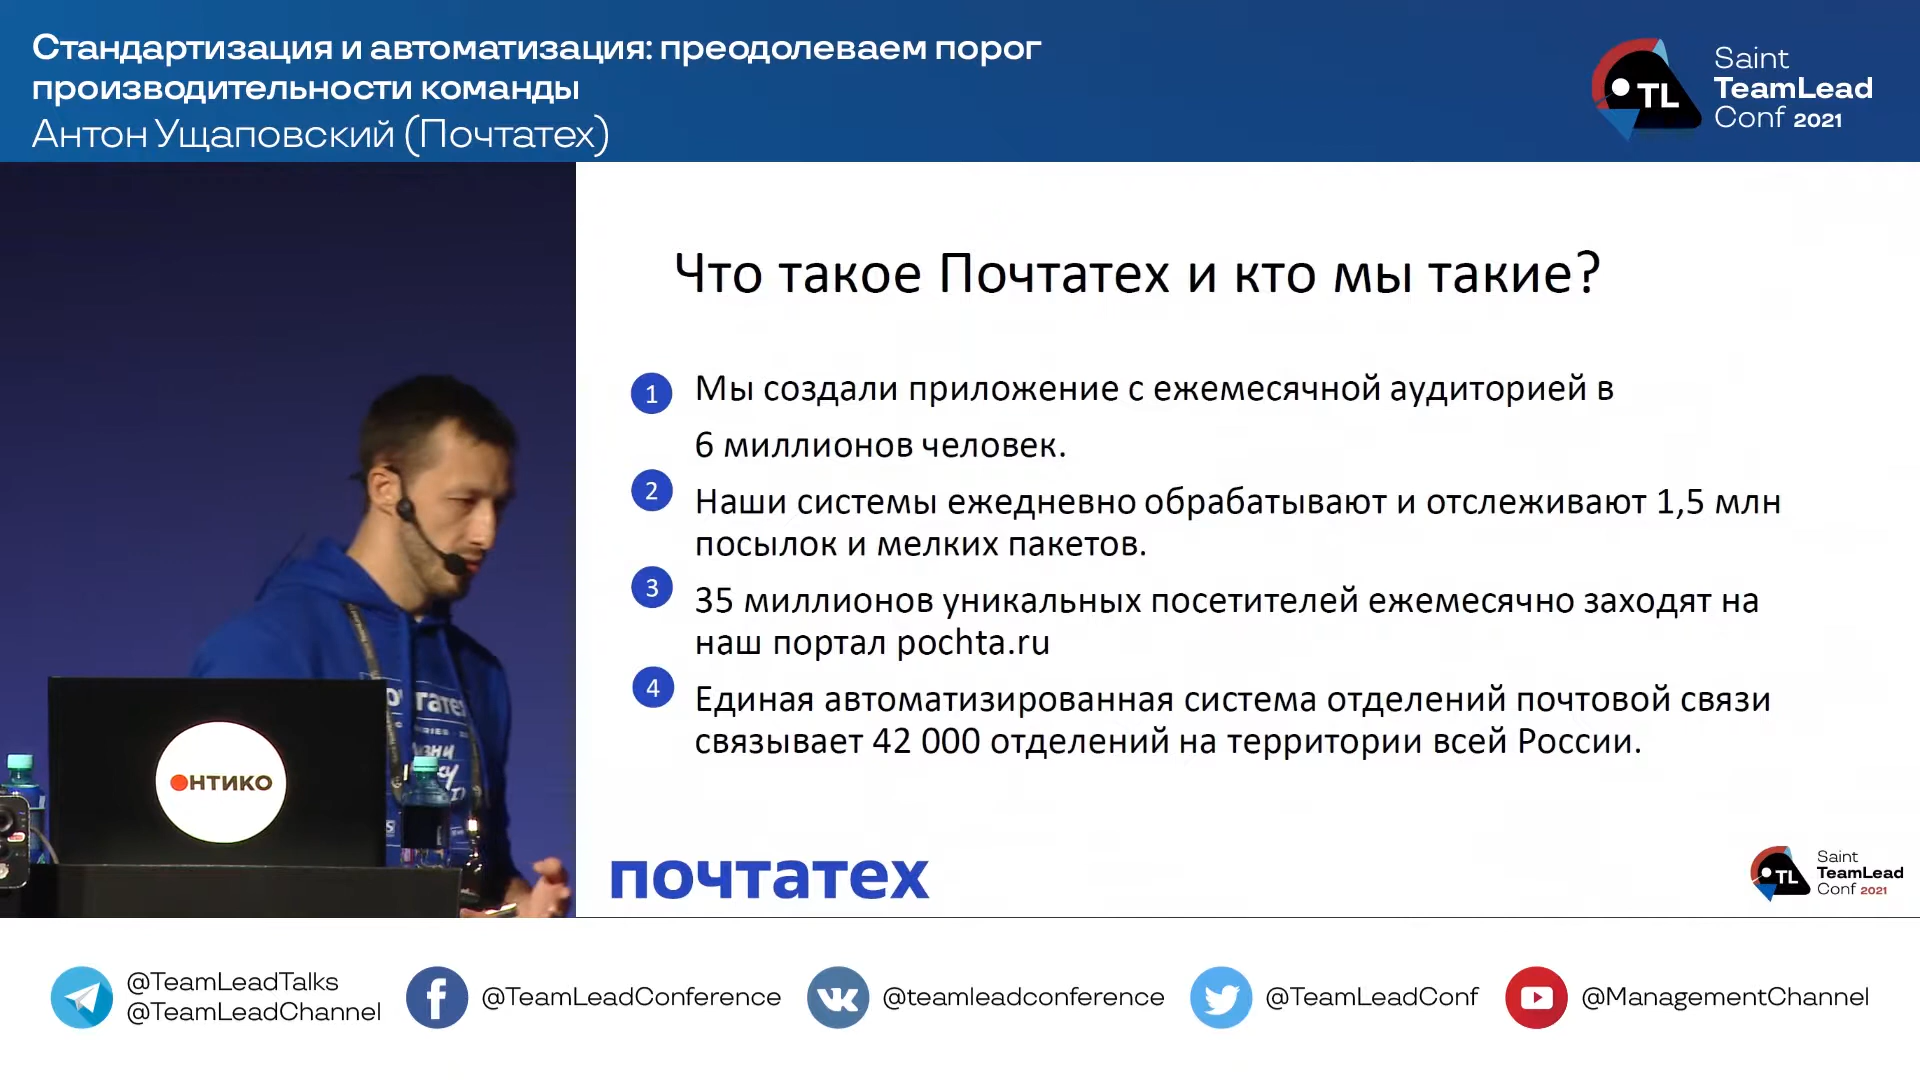 Стандартизация и автоматизация: преодолеваем порог
производительности команды
Антон Ущаповский (Почтатех)
TL
Saint
TeamLead
Conf 2021
Что такое Почтатех и кто мы такие?
1 Мы создали приложение с ежемесячной аудиторией в
6 миллионов человек.
2 Наши системы ежедневно обрабатывают и отслеживают 1,5 млн
посылок и мелких пакетов.
3 35 миллионов уникальных посетителей ежемесячно заходят на
наш портал pochta.ru
4 Единая автоматизированная система отделений почтовой связи
связывает 42 000 отделений на территории всей России.
ОНТИКО
почтатех
TL
Saint
TeamLead
Conf 2021
@TeamLeadTalks
@TeamLeadChannel
@TeamLeadConference
@teamleadconference
@TeamLeadConf
@ManagementChannel